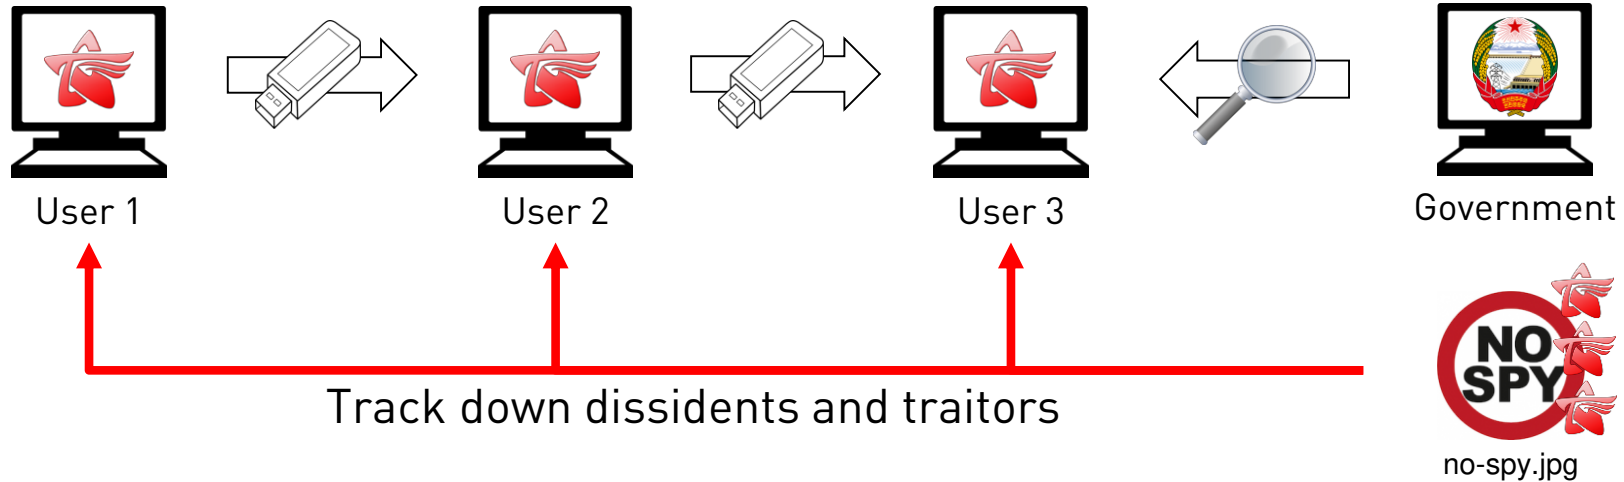 User 1
User 2
User 3
Government
NO
SPY
Track down dissidents and traitors
no-spy.jpg